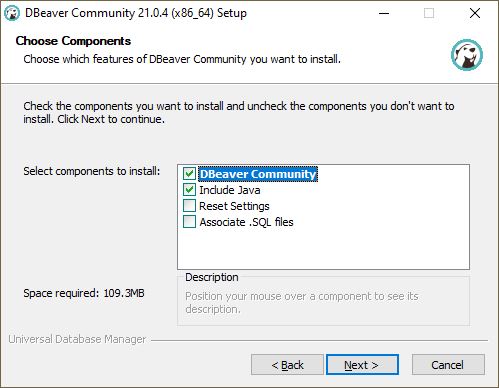 DBeaver Community 21.0.4 (x86_64) Setup
Choose Components
Choose which features of DBeaver Community you want to install.
Check the components you want to install and uncheck the components you don't want to
install. Click Next to continue.
Select components to install:
DBeaver Community
Include Java
Reset Settings
Associate .SQL files
Space required: 109.3MB
Description
Position your mouse over a component to see its
description.
Universal Database Manager
< Back
Next >
Cancel